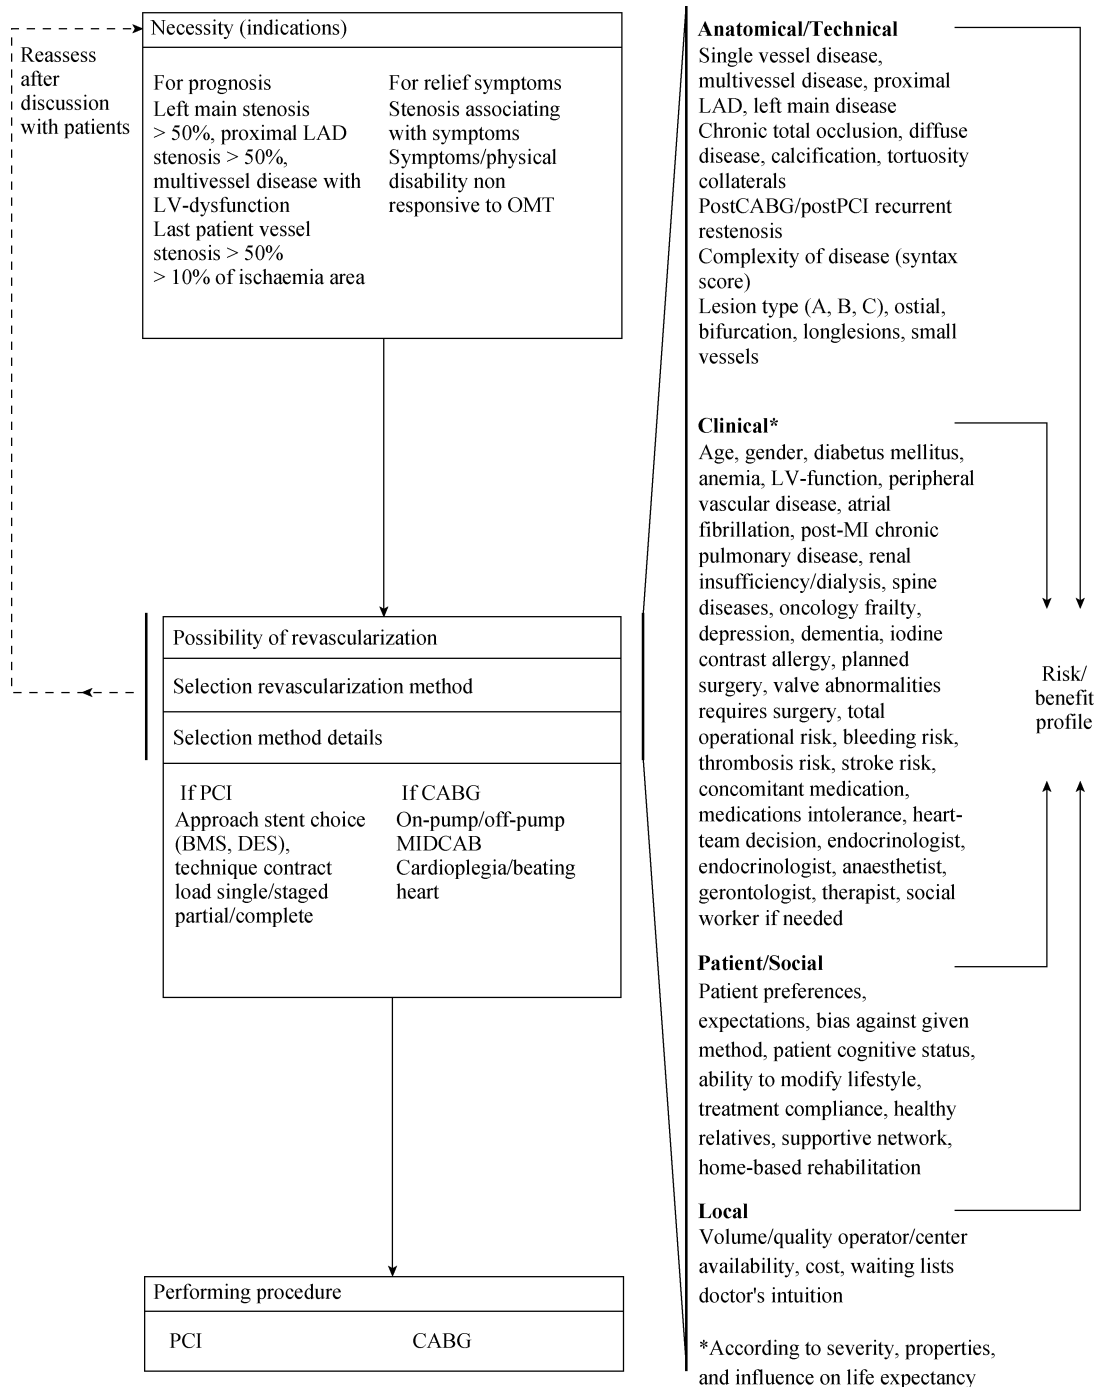 Reassess
after
discussion
with patients
Necessity (indications)
For prognosis
Left main stenosis
> 50%, proximal LAD
stenosis > 50%,
multivessel disease with
LV-dysfunction
Last patient vessel
stenosis > 50%
> 10% of ischaemia area
For relief symptoms
Stenosis associating
with symptoms
Symptoms/physical
disability non
responsive to OMT
Possibility of revascularization
Selection revascularization method
Selection method details
If PCI
Approach stent choice
(BMS, DES),
technique contract
load single/staged
partial/complete
If CABG
On-pump/off-pump
MIDCAB
Cardioplegia/beating
heart
Performing procedure
PCI
CABG
Anatomical/Technical
Single vessel disease,
multivessel disease, proximal
LAD, left main disease
Chronic total occlusion, diffuse
disease, calcification, tortuosity
collaterals
PostCABG/postPCI recurrent
restenosis
Complexity of disease (syntax
score)
Lesion type (A, B, C), ostial,
bifurcation, longlesions, small
vessels
Clinical*
Age, gender, diabetus mellitus,
anemia, LV-function, peripheral
vascular disease, atrial
fibrillation, post-MI chronic
pulmonary disease, renal
insufficiency/dialysis, spine
diseases, oncology frailty,
depression, dementia, iodine
contrast allergy, planned
surgery, valve abnormalities
requires surgery, total
operational risk, bleeding risk,
thrombosis risk, stroke risk,
concomitant medication,
medications intolerance, heart-
team decision, endocrinologist,
endocrinologist, anaesthetist,
gerontologist, therapist, social
worker if needed
Patient/Social
Patient preferences,
expectations, bias against given
method, patient cognitive status,
ability to modify lifestyle,
treatment compliance, healthy
relatives, supportive network,
home-based rehabilitation
Local
Volume/quality operator/center
availability, cost, waiting lists
doctor's intuition
*According to severity, properties,
and influence on life expectancy
Risk/
benefit
profile